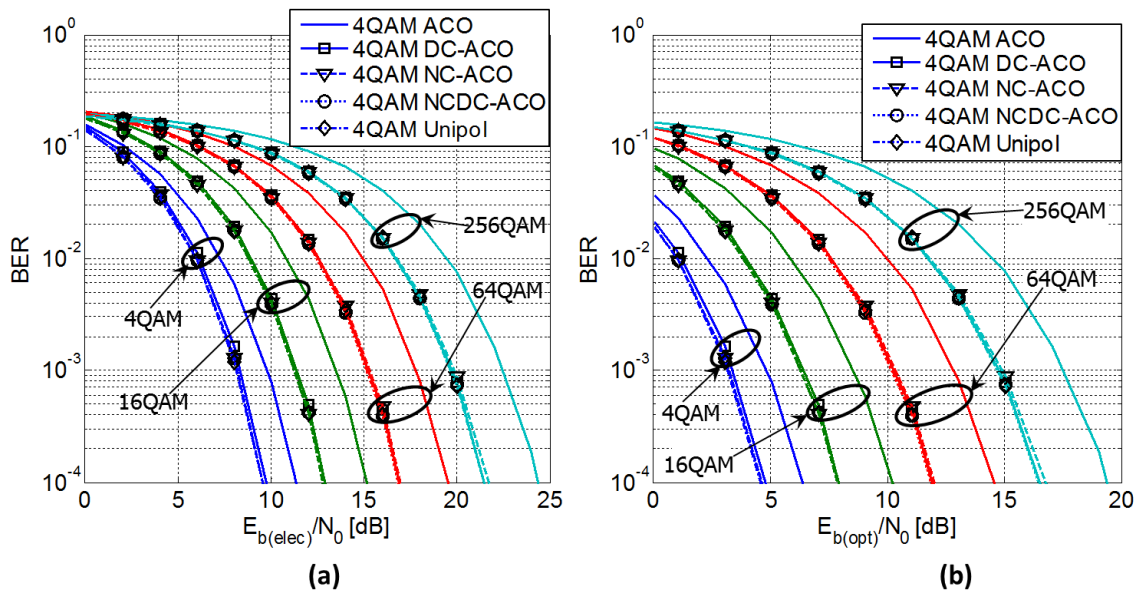 4QAM ACO
4QAM DC-ACO
4QAM NC-ACO
4QAM NCDC-ACO
4QAM Unipol
10^0
10^-1
10^-2
10^-3
10^-4
BER
256QAM
64QAM
4QAM
16QAM
0 5 10 15 20 25
E_b(elec)/N_0 [dB]
(a)
4QAM ACO
4QAM DC-ACO
4QAM NC-ACO
4QAM NCDC-ACO
4QAM Unipol
10^0
10^-1
10^-2
10^-3
10^-4
BER
256QAM
64QAM
4QAM
16QAM
0 5 10 15 20
E_b(opt)/N_0 [dB]
(b)